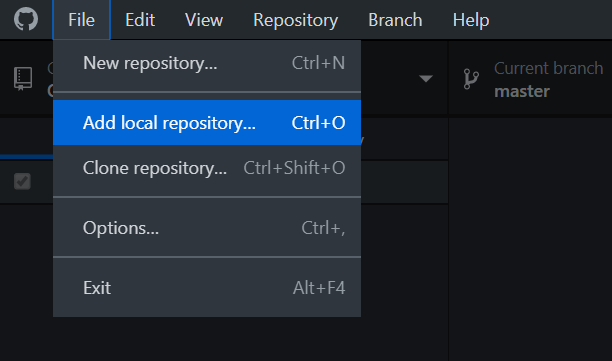 File Edit View Repository Branch Help
New repository... Ctrl+N
Add local repository... Ctrl+O
Clone repository... Ctrl+Shift+O
Options... Ctrl+,
Exit Alt+F4
Current branch
master